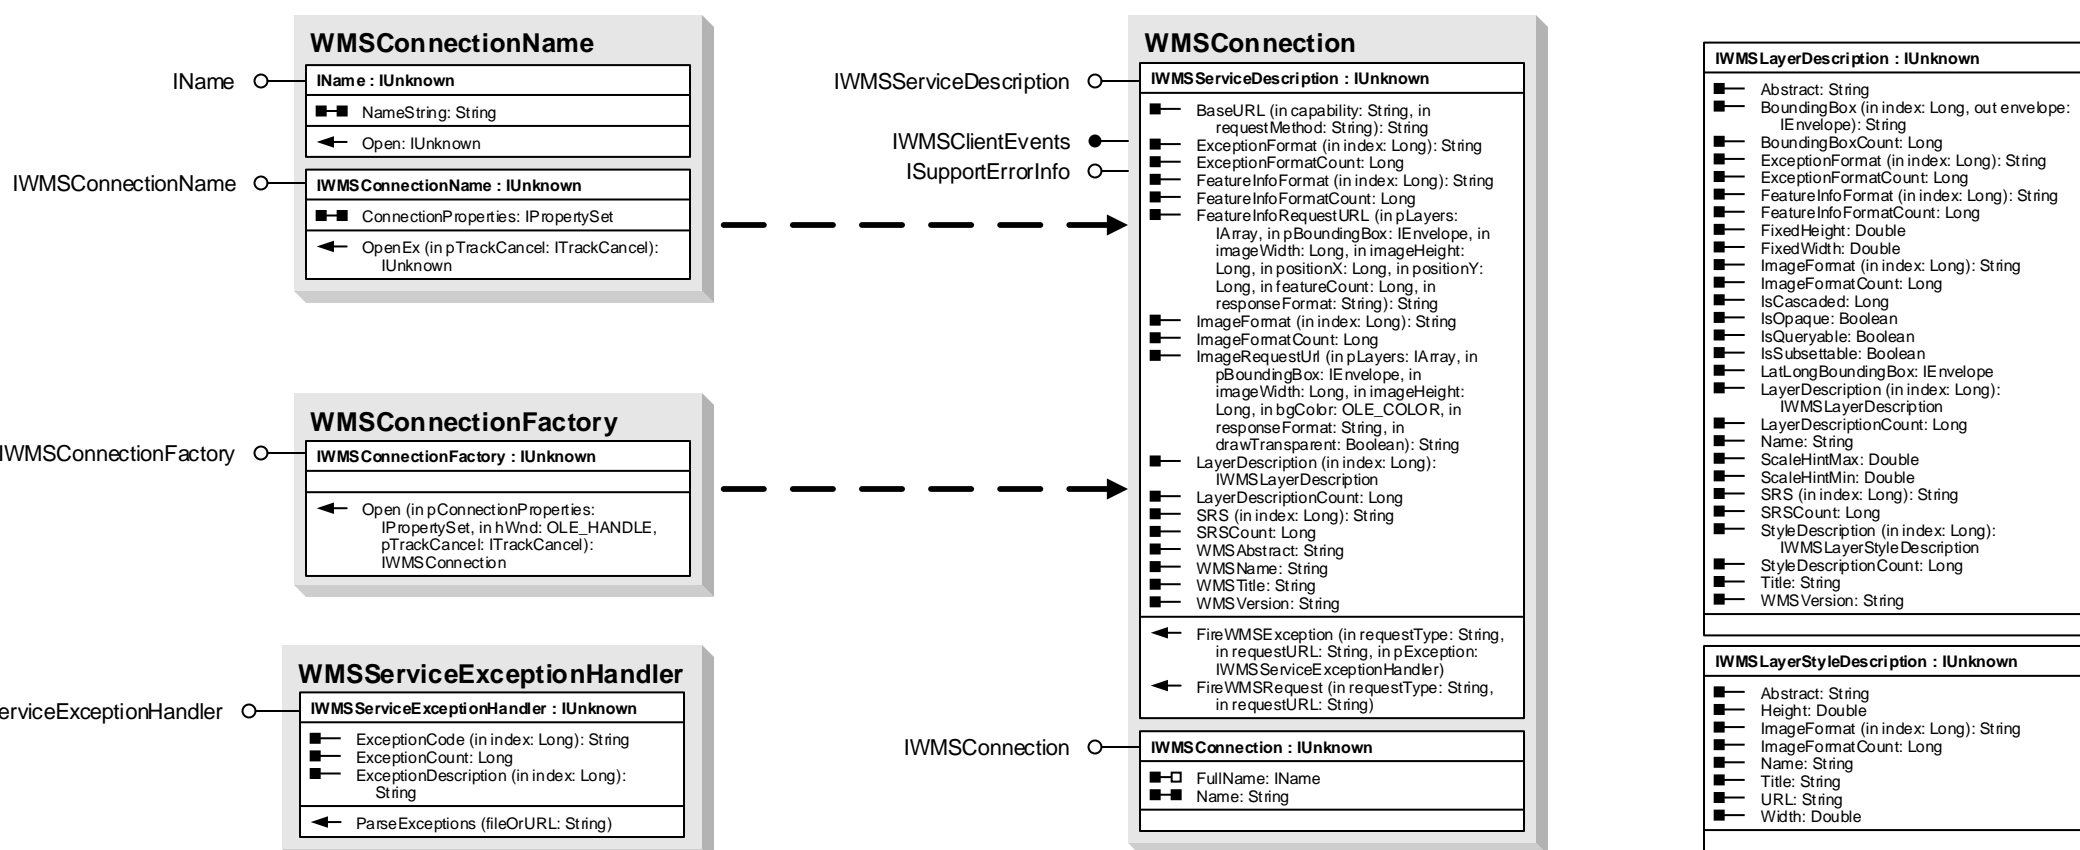 WMSConnectionName
IName
IName : IUnknown
NameString: String
Open: IUnknown
IWMSConnectionName
IWMSConnectionName : IUnknown
ConnectionProperties: IPropertySet
OpenEx (in pTrackCancel: ITrackCancel):
IUnknown
WMSConnectionFactory
IWMSConnectionFactory
IWMSConnectionFactory : IUnknown
Open (in pConnectionProperties:
IPropertySet, in hWnd: OLE_HANDLE,
pTrackCancel: ITrackCancel):
IWMSConnection
WMSServiceExceptionHandler
erviceExceptionHandler
IWMSServiceExceptionHandler : IUnknown
ExceptionCode (in index: Long): String
ExceptionCount: Long
ExceptionDescription (in index: Long):
String
ParseExceptions (fileOrURL: String)
WMSConnection
IWMSServiceDescription
IWMSClientEvents
ISupportErrorInfo
IWMSServiceDescription : IUnknown
BaseURL (in capability: String, in
requestMethod: String): String
ExceptionFormat (in index: Long): String
ExceptionFormatCount: Long
FeatureInfoFormat (in index: Long): String
FeatureInfoFormatCount: Long
FeatureInfoRequestURL (in pLayers:
IArray, in pBoundingBox: IEnvelope, in
imageWidth: Long, in imageHeight:
Long, in positionX: Long, in positionY:
Long, in featureCount: Long, in
responseFormat: String): String
ImageFormat (in index: Long): String
ImageFormatCount: Long
ImageRequestUrl (in pLayers: IArray, in
pBoundingBox: IEnvelope, in
imageWidth: Long, in imageHeight:
Long, in bgColor: OLE_COLOR, in
responseFormat: String, in
drawTransparent: Boolean): String
LayerDescription (in index: Long):
IWMSLayerDescription
LayerDescriptionCount: Long
SRS (in index: Long): String
SRSCount: Long
WMSAbstract: String
WMSName: String
WMSTitle: String
WMSVersion: String
FireWMSException (in requestType: String,
in requestURL: String, in pException:
IWMSServiceExceptionHandler)
FireWMSRequest (in requestType: String,
in requestURL: String)
IWMSConnection
IWMSConnection : IUnknown
FullName: IName
Name: String
IWMSLayerDescription : IUnknown
Abstract: String
BoundingBox (in index: Long, out envelope:
IEnvelope): String
BoundingBoxCount: Long
ExceptionFormat (in index: Long): String
ExceptionFormatCount: Long
FeatureInfoFormat (in index: Long): String
FeatureInfoFormatCount: Long
FixedHeight: Double
FixedWidth: Double
ImageFormat (in index: Long): String
ImageFormatCount: Long
IsCascaded: Long
IsOpaque: Boolean
IsQueryable: Boolean
IsSubsettable: Boolean
LatLongBoundingBox: IEnvelope
LayerDescription (in index: Long):
IWMSLayerDescription
LayerDescriptionCount: Long
Name: String
ScaleHintMax: Double
ScaleHintMin: Double
SRS (in index: Long): String
SRSCount: Long
StyleDescription (in index: Long):
IWMSLayerStyleDescription
StyleDescriptionCount: Long
Title: String
WMSVersion: String
IWMSLayerStyleDescription : IUnknown
Abstract: String
Height: Double
ImageFormat (in index: Long): String
ImageFormatCount: Long
Name: String
Title: String
URL: String
Width: Double